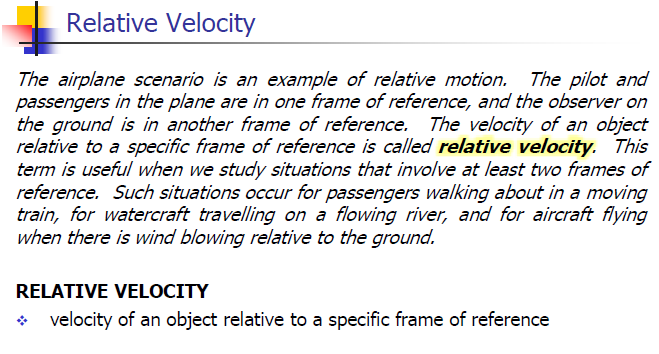 Relative Velocity
The airplane scenario is an example of relative motion. The pilot and
passengers in the plane are in one frame of reference, and the observer on
the ground is in another frame of reference. The velocity of an object
relative to a specific frame of reference is called relative velocity. This
term is useful when we study situations that involve at least two frames of
reference. Such situations occur for passengers walking about in a moving
train, for watercraft travelling on a flowing river, and for aircraft flying
when there is wind blowing relative to the ground.
RELATIVE VELOCITY
❖ velocity of an object relative to a specific frame of reference